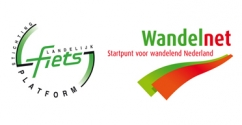 STICHTING LANDELIJK
fiets
PLATFORM
Wandelnet
Startpunt voor wandelend Nederland